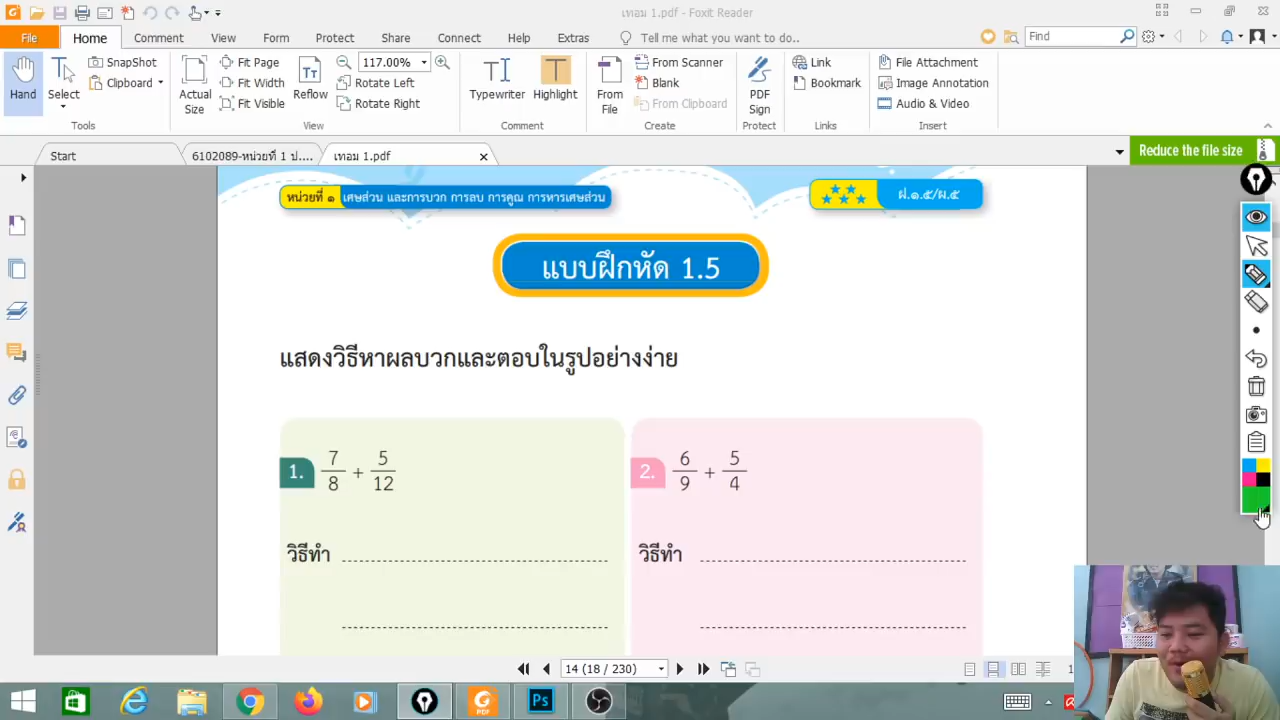 เทอม 1.pdf - Foxit Reader
File Home Comment View Form Protect Share Connect Help Extras Tell me what you want to do.. Find
Hand Select SnapShot Clipboard Actual Size Fit Page Fit Width Fit Visible Reflow 117.00% Rotate Left Rotate Right Typewriter Highlight From File From Scanner Blank From Clipboard PDF Sign Link Bookmark File Attachment Image Annotation Audio & Video
Tools View Comment Create Protect Links Insert
Start 6102089-หน่วยที่ 1 ป.... เทอม 1.pdf Reduce the file size
หน่วยที่ ๑ เศษส่วน และการบวก การลบ การคูณ การหารเศษส่วน ฝ.๑.๕/ผ.๕
แบบฝึกหัด 1.5
แสดงวิธีหาผลบวกและตอบในรูปอย่างง่าย
1. 7/8 + 5/12 2. 6/9 + 5/4
วิธีทำ วิธีทำ
14 (18 / 230)
PDF Ps